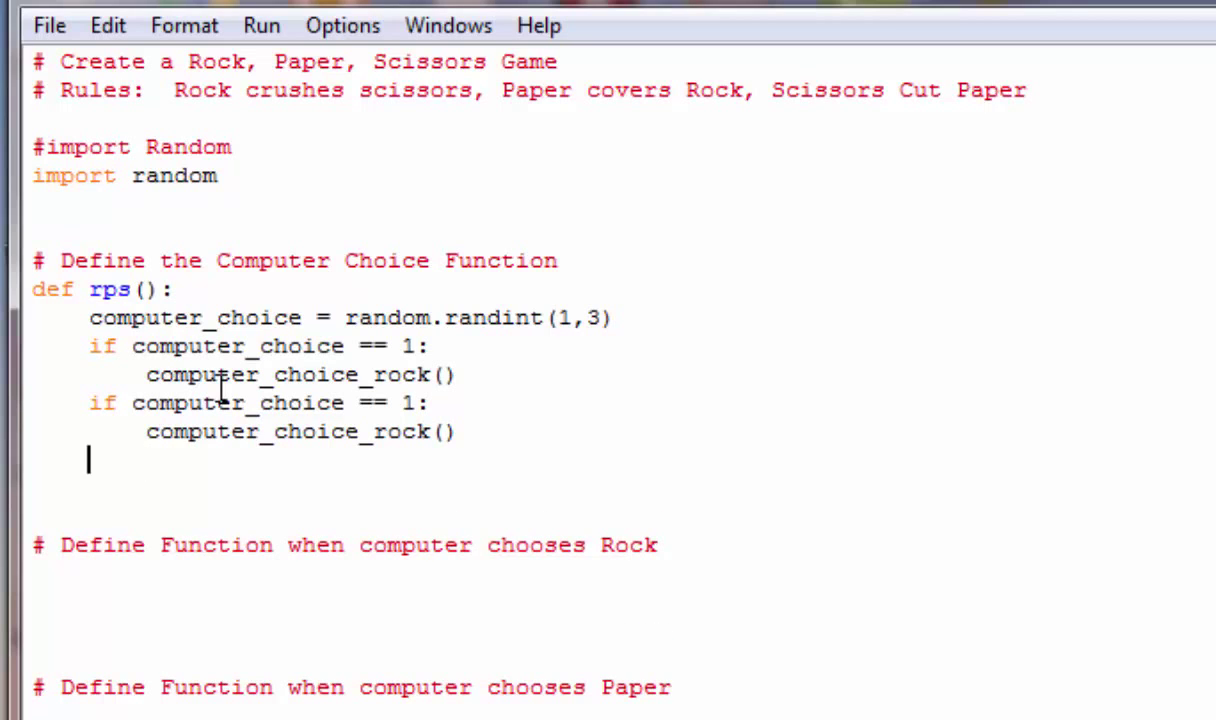 File Edit Format Run Options Windows Help
# Create a Rock, Paper, Scissors Game
# Rules:  Rock crushes scissors, Paper covers Rock, Scissors Cut Paper
#import Random
import random
# Define the Computer Choice Function
def rps():
    computer_choice = random.randint(1,3)
    if computer_choice == 1:
        computer_choice_rock()
    if computer_choice == 1:
        computer_choice_rock()
# Define Function when computer chooses Rock
# Define Function when computer chooses Paper